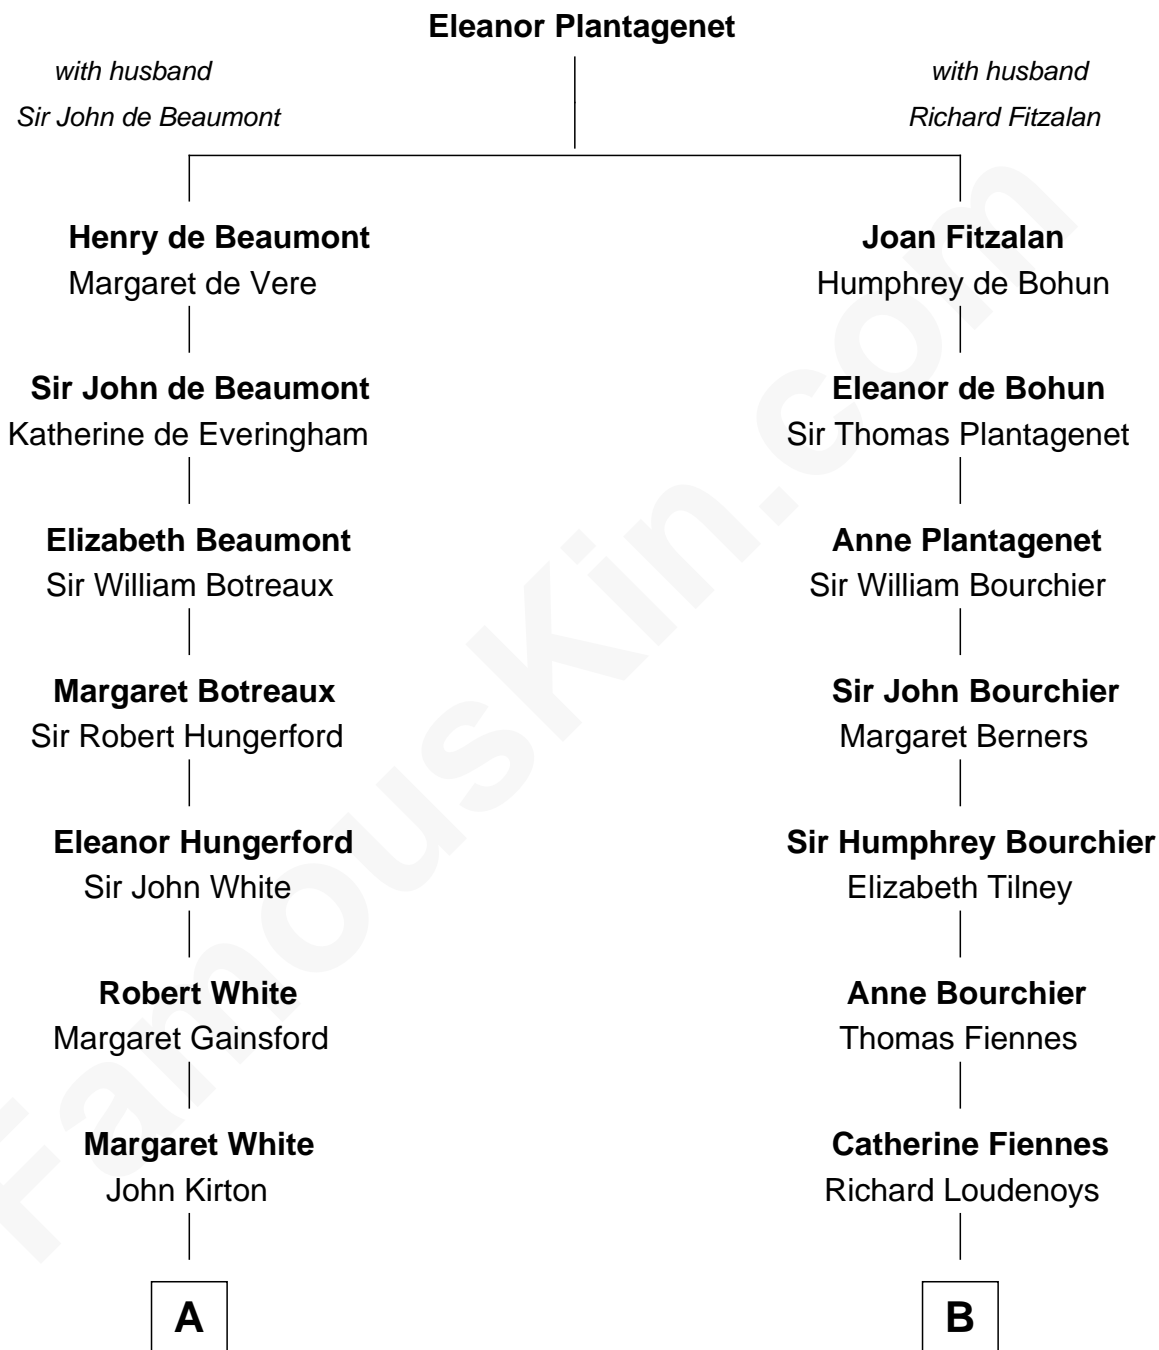 Eleanor Plantagenet
with husband
Sir John de Beaumont
with husband
Richard Fitzalan
Henry de Beaumont
Margaret de Vere
Joan Fitzalan
Humphrey de Bohun
Sir John de Beaumont
Katherine de Everingham
Eleanor de Bohun
Sir Thomas Plantagenet
Elizabeth Beaumont
Sir William Botreaux
Anne Plantagenet
Sir William Bourchier
Margaret Botreaux
Sir Robert Hungerford
Sir John Bourchier
Margaret Berners
Eleanor Hungerford
Sir John White
Sir Humphrey Bourchier
Elizabeth Tilney
Robert White
Margaret Gainsford
Anne Bourchier
Thomas Fiennes
Margaret White
John Kirton
Catherine Fiennes
Richard Loudenoys
A
B
FamousKin.com